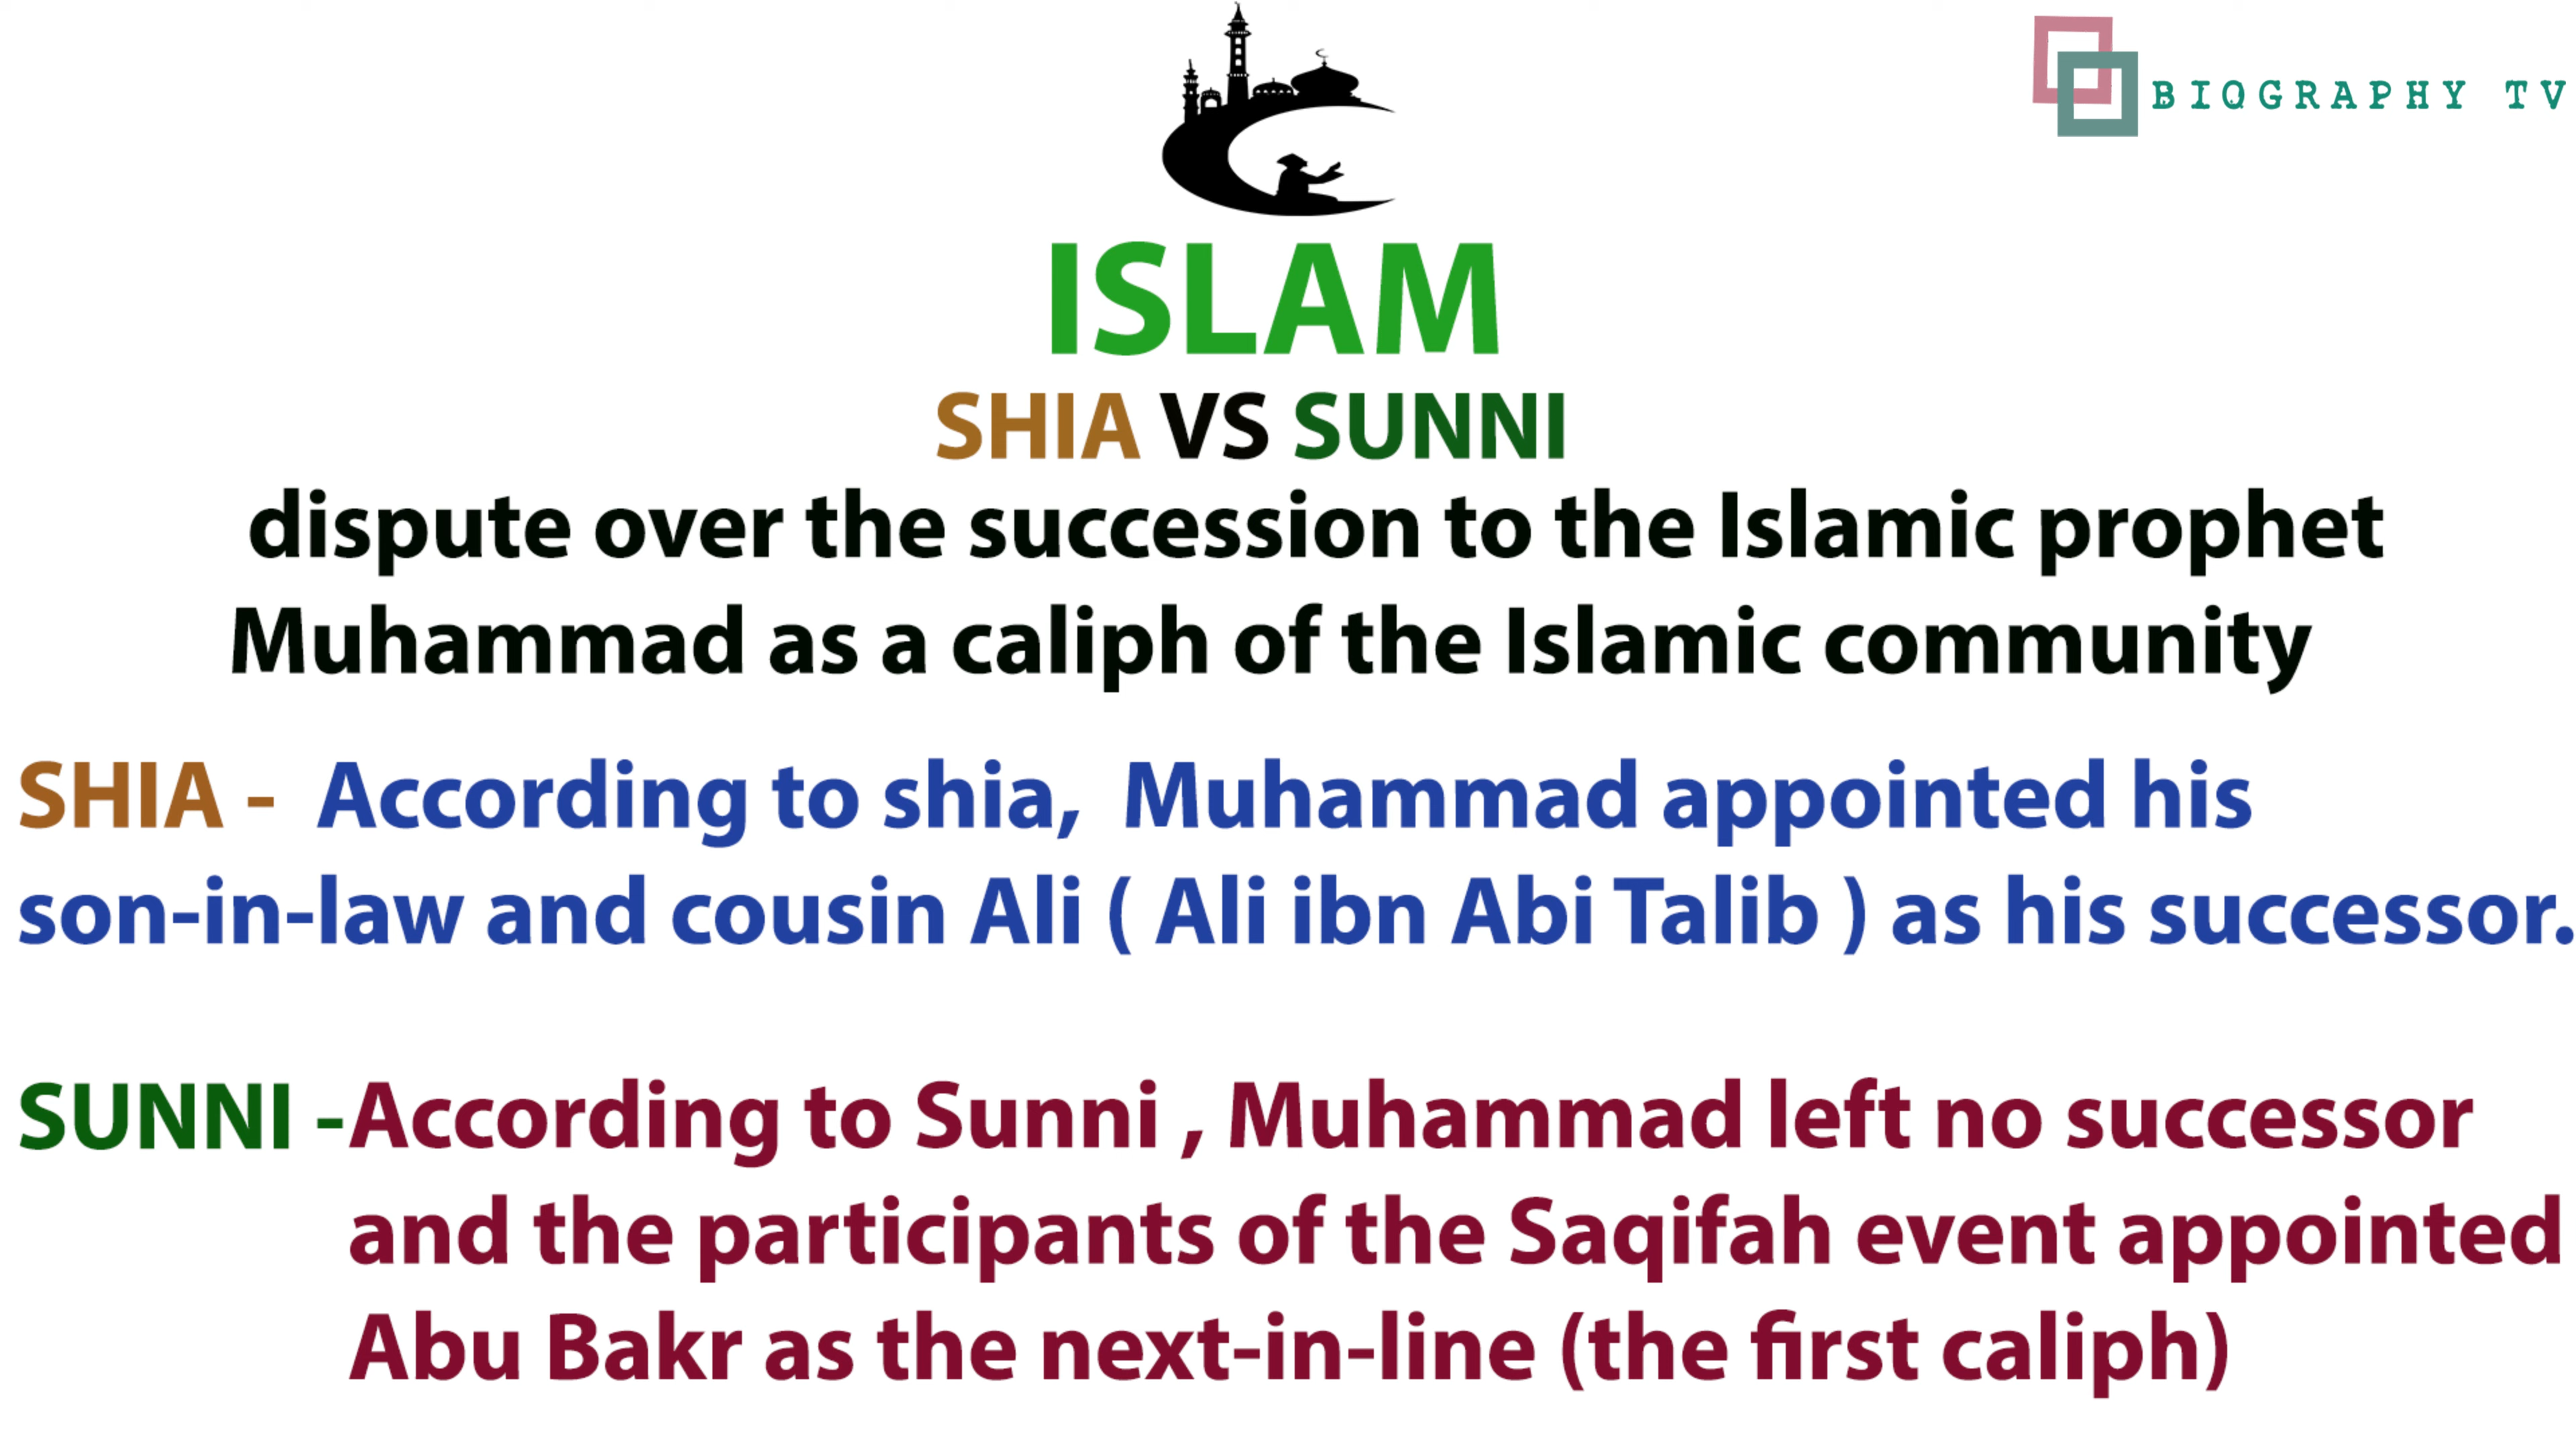 BIOGRAPHY TV
ISLAM
SHIA VS SUNNI
dispute over the succession to the Islamic prophet
Muhammad as a caliph of the Islamic community
SHIA - According to shia, Muhammad appointed his
son-in-law and cousin Ali ( Ali ibn Abi Talib ) as his successor.
SUNNI -According to Sunni , Muhammad left no successor
and the participants of the Saqifah event appointed
Abu Bakr as the next-in-line (the first caliph)